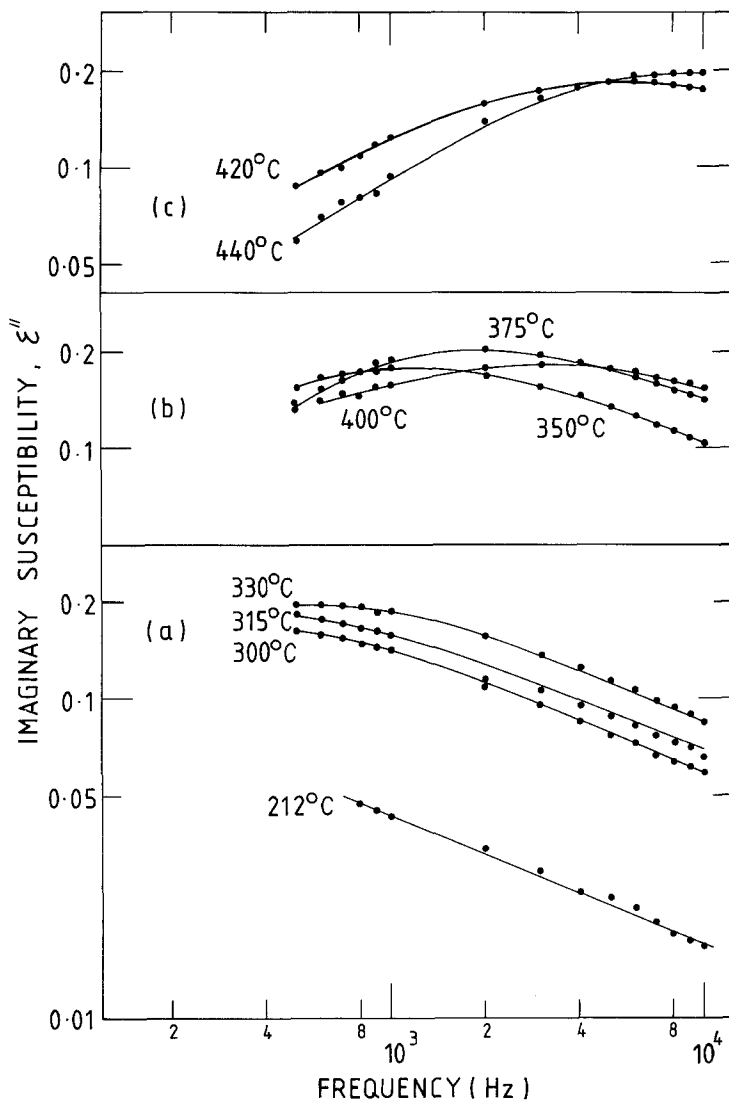 0·2
0·1
0·05
420°C
440°C
(c)
0·2
0·1
375°C
400°C
350°C
(b)
0·2
0·1
0·05
0·01
330°C
315°C
300°C
212°C
(a)
IMAGINARY SUSCEPTIBILITY, ε"
2 4 8 10³ 2 4 8 10⁴
FREQUENCY (Hz)